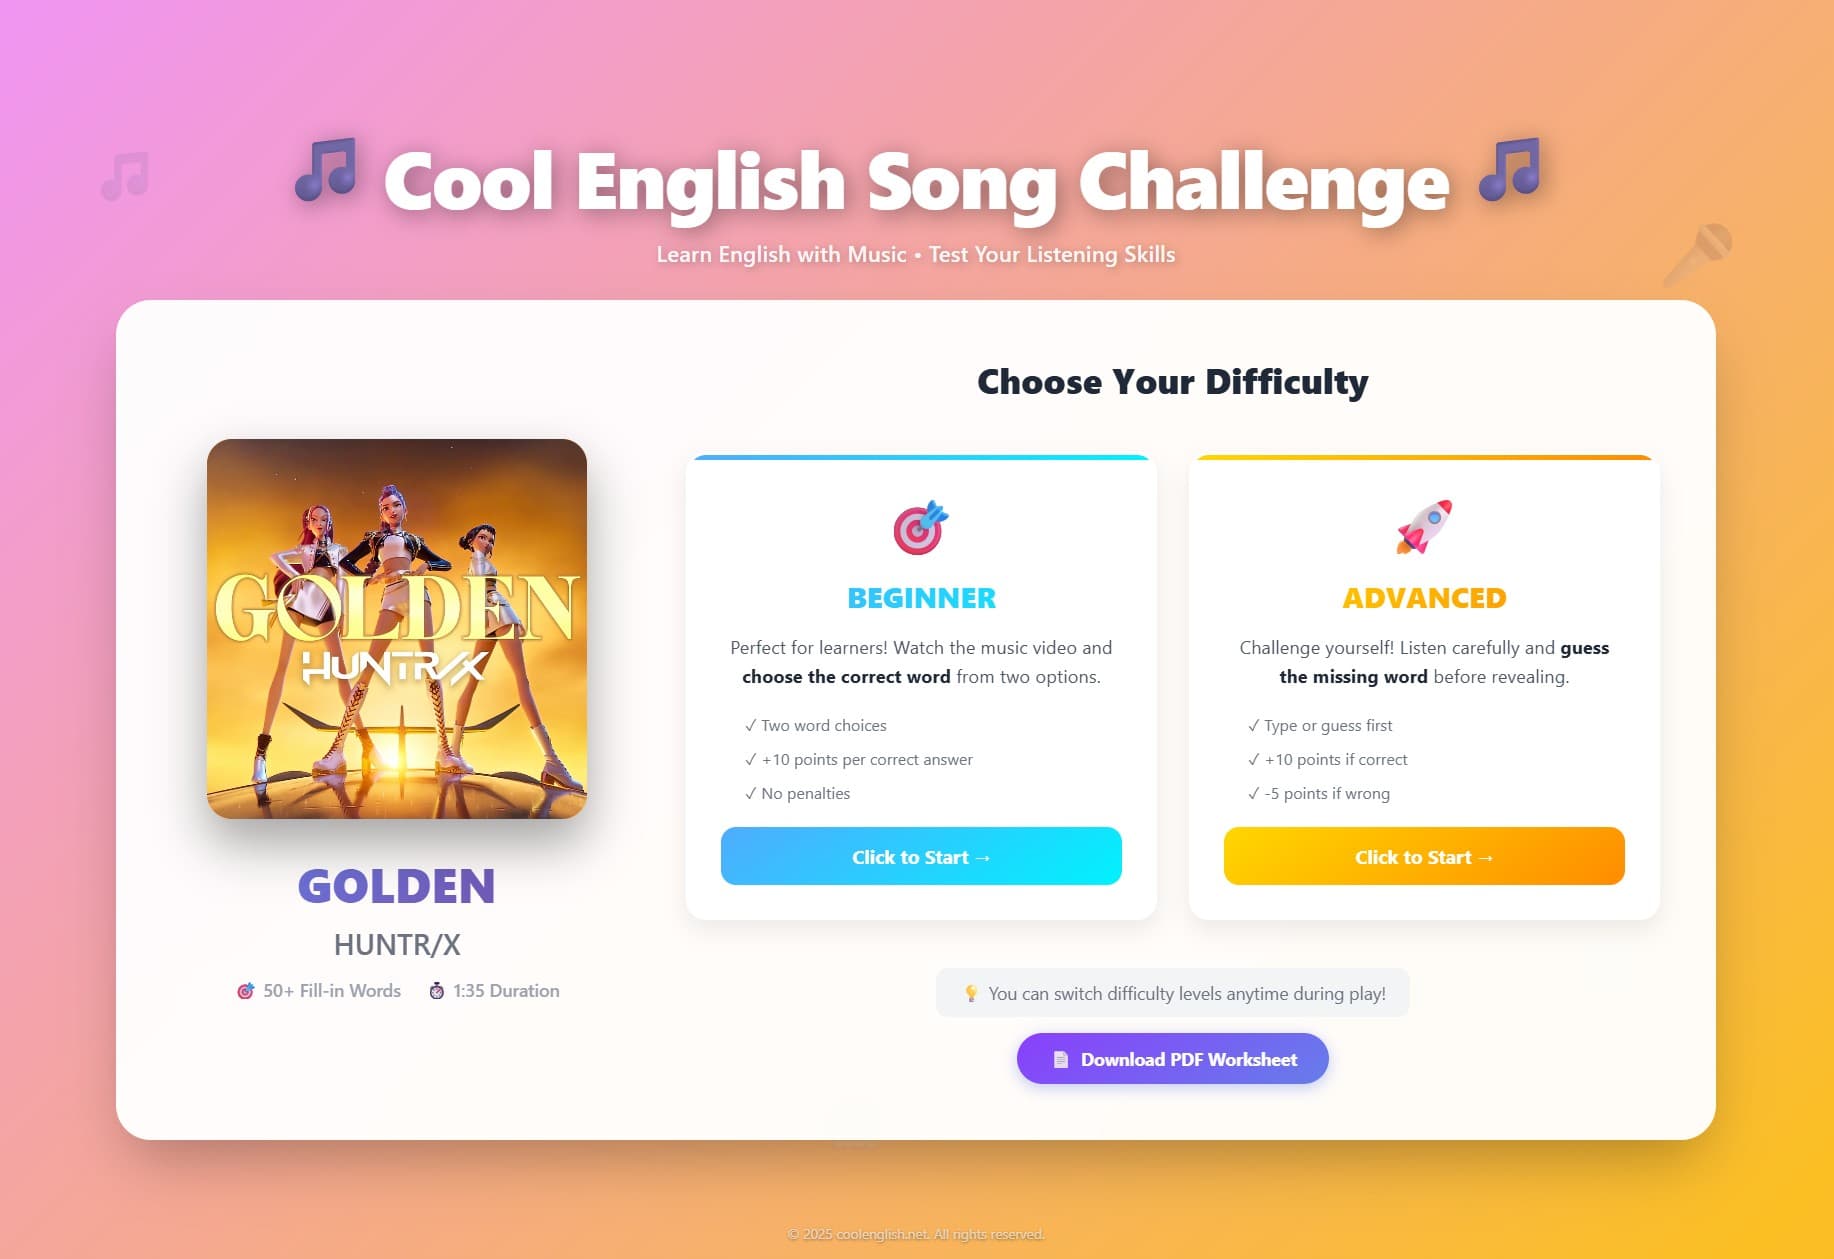 🎵 Cool English Song Challenge 🎵
Learn English with Music • Test Your Listening Skills
GOLDEN
HUNTR/X
GOLDEN
HUNTR/X
🎯 50+ Fill-in Words ⏱ 1:35 Duration
Choose Your Difficulty
BEGINNER
Perfect for learners! Watch the music video and
choose the correct word from two options.
✓ Two word choices
✓ +10 points per correct answer
✓ No penalties
Click to Start →
ADVANCED
Challenge yourself! Listen carefully and guess
the missing word before revealing.
✓ Type or guess first
✓ +10 points if correct
✓ -5 points if wrong
Click to Start →
💡 You can switch difficulty levels anytime during play!
📄 Download PDF Worksheet
© 2025 coolenglish.net. All rights reserved.